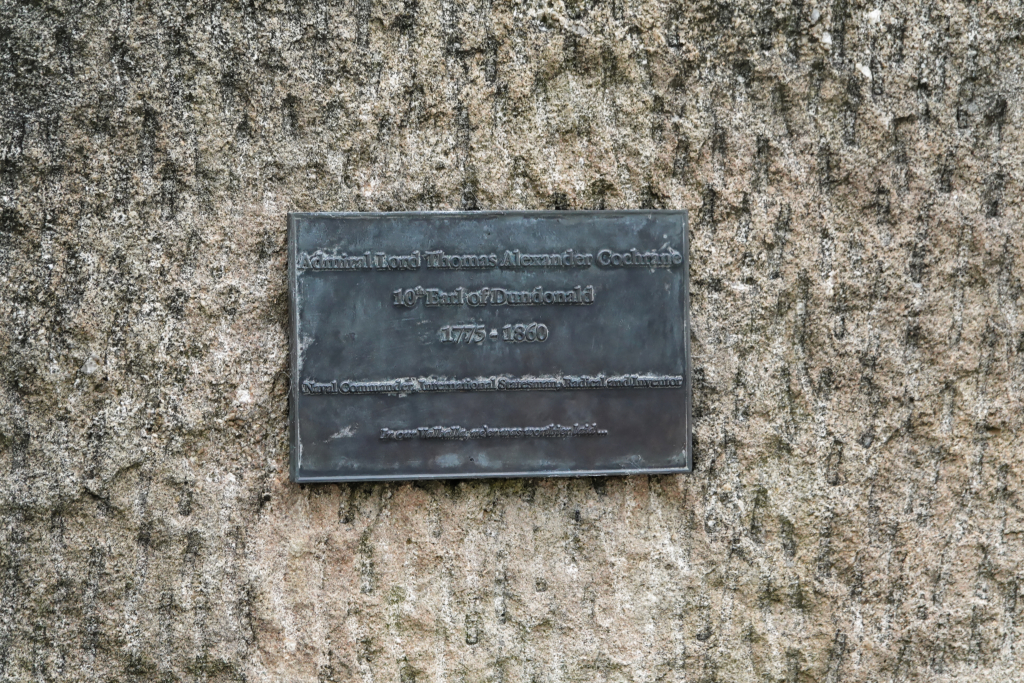 Admiral Lord Thomas Alexander Cochrane
10th Earl of Dundonald
1775 - 1860
Naval Commander, International Statesman, Radical and Inventor